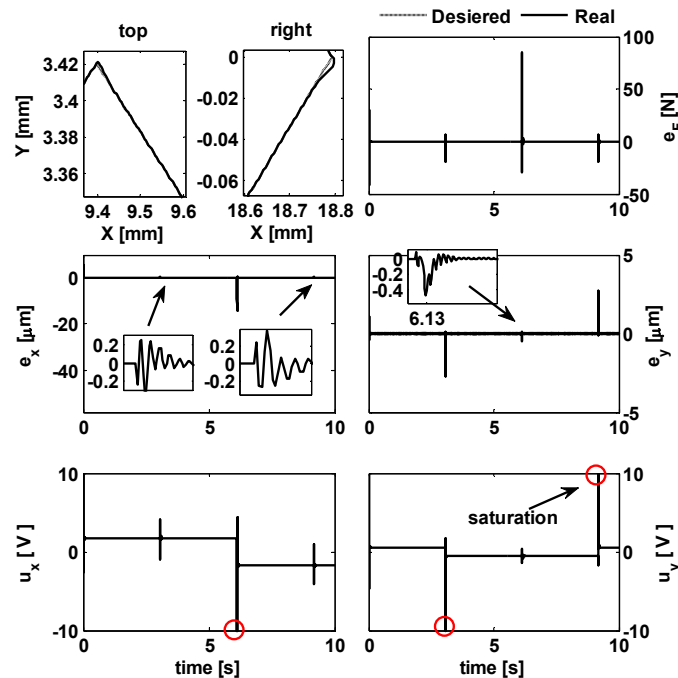 Desiered Real
top
right
3.42
3.4
3.38
3.36
Y [mm]
9.4 9.5 9.6
X [mm]
0
-0.02
-0.04
-0.06
18.6 18.7 18.8
X [mm]
100
50
0
-50
e_F [N]
0 5 10
0
-20
-40
e_x [μm]
0.2
0
-0.2
0.2
0
-0.2
0 5 10
0
-0.2
-0.4
6.13
5
0
-5
e_y [μm]
0 5 10
10
0
-10
u_x [ V ]
0 5 10
time [s]
saturation
10
0
-10
u_y [ V ]
0 5 10
time [s]